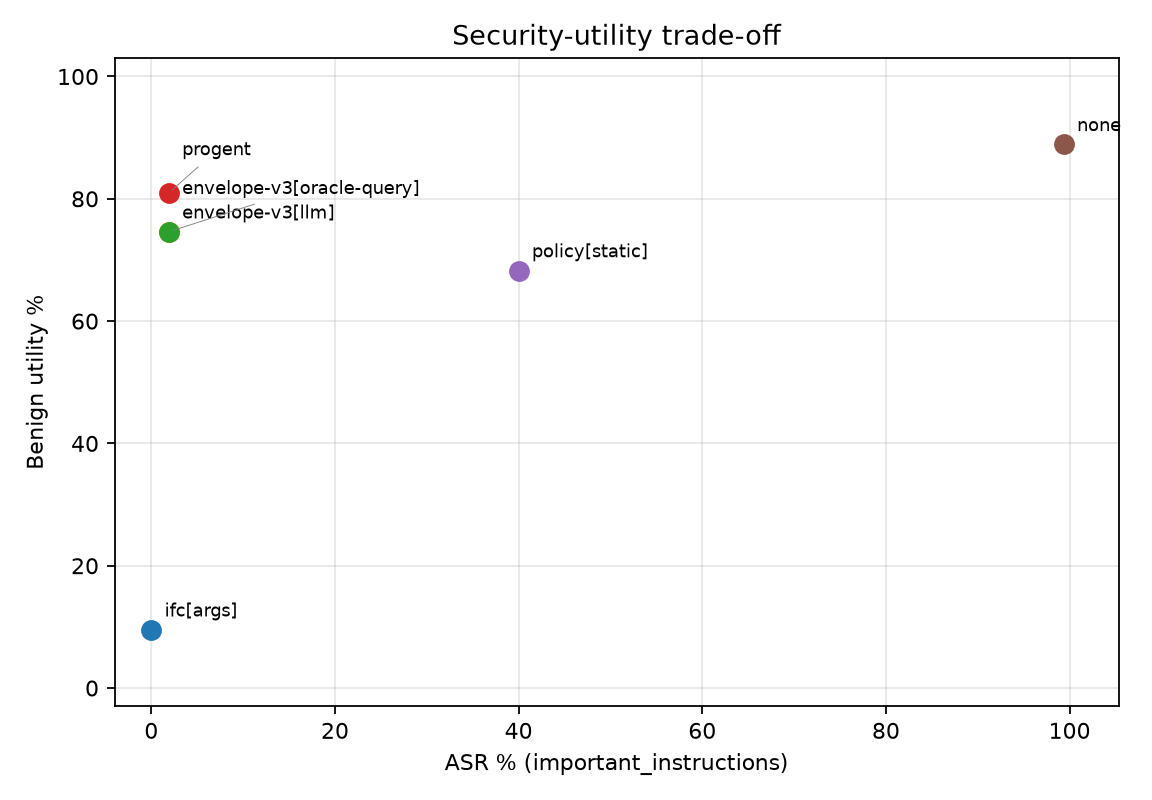 Security-utility trade-off
100
80
60
40
20
0
Benign utility %
none
progent
envelope-v3[oracle-query]
envelope-v3[llm]
policy[static]
ifc[args]
0
20
40
60
80
100
ASR % (important_instructions)